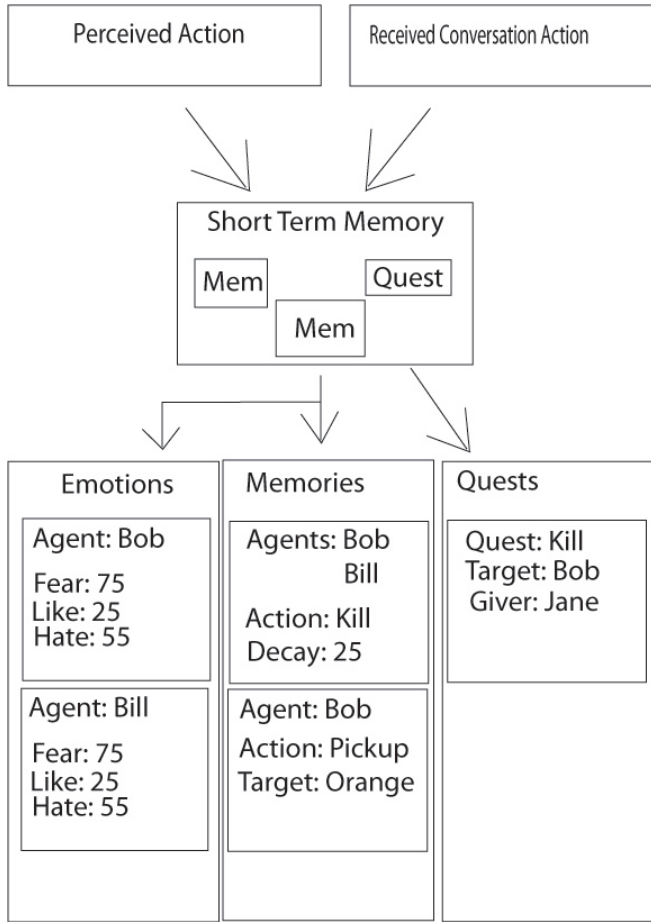 Perceived Action
Received Conversation Action
Short Term Memory
Mem
Quest
Mem
Emotions
Agent: Bob
Fear: 75
Like: 25
Hate: 55
Agent: Bill
Fear: 75
Like: 25
Hate: 55
Memories
Agents: Bob
Bill
Action: Kill
Decay: 25
Agent: Bob
Action: Pickup
Target: Orange
Quests
Quest: Kill
Target: Bob
Giver: Jane